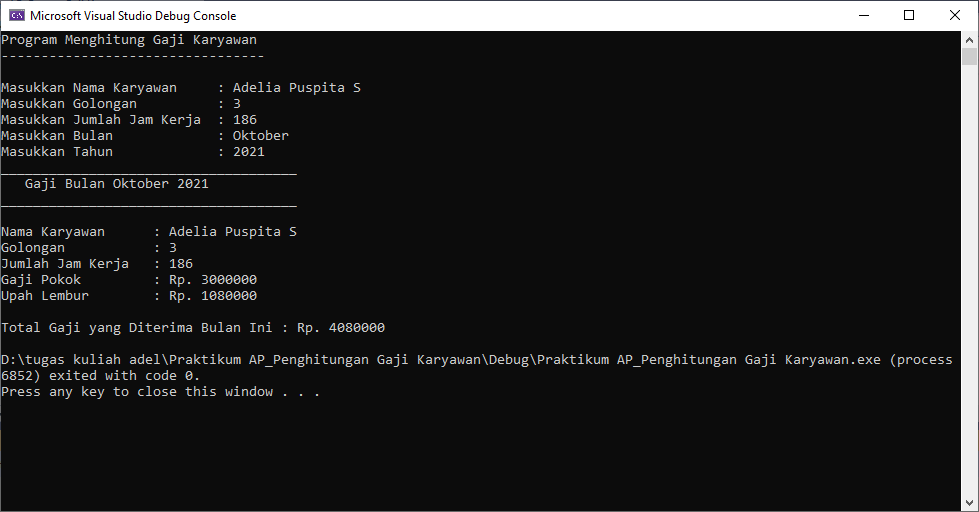 Microsoft Visual Studio Debug Console
Program Menghitung Gaji Karyawan
---------------------------------
Masukkan Nama Karyawan     : Adelia Puspita S
Masukkan Golongan          : 3
Masukkan Jumlah Jam Kerja  : 186
Masukkan Bulan             : Oktober
Masukkan Tahun             : 2021
_____________________________________
   Gaji Bulan Oktober 2021
_____________________________________
Nama Karyawan      : Adelia Puspita S
Golongan           : 3
Jumlah Jam Kerja   : 186
Gaji Pokok         : Rp. 3000000
Upah Lembur        : Rp. 1080000
Total Gaji yang Diterima Bulan Ini : Rp. 4080000
D:\tugas kuliah adel\Praktikum AP_Penghitungan Gaji Karyawan\Debug\Praktikum AP_Penghitungan Gaji Karyawan.exe (process
6852) exited with code 0.
Press any key to close this window . . .